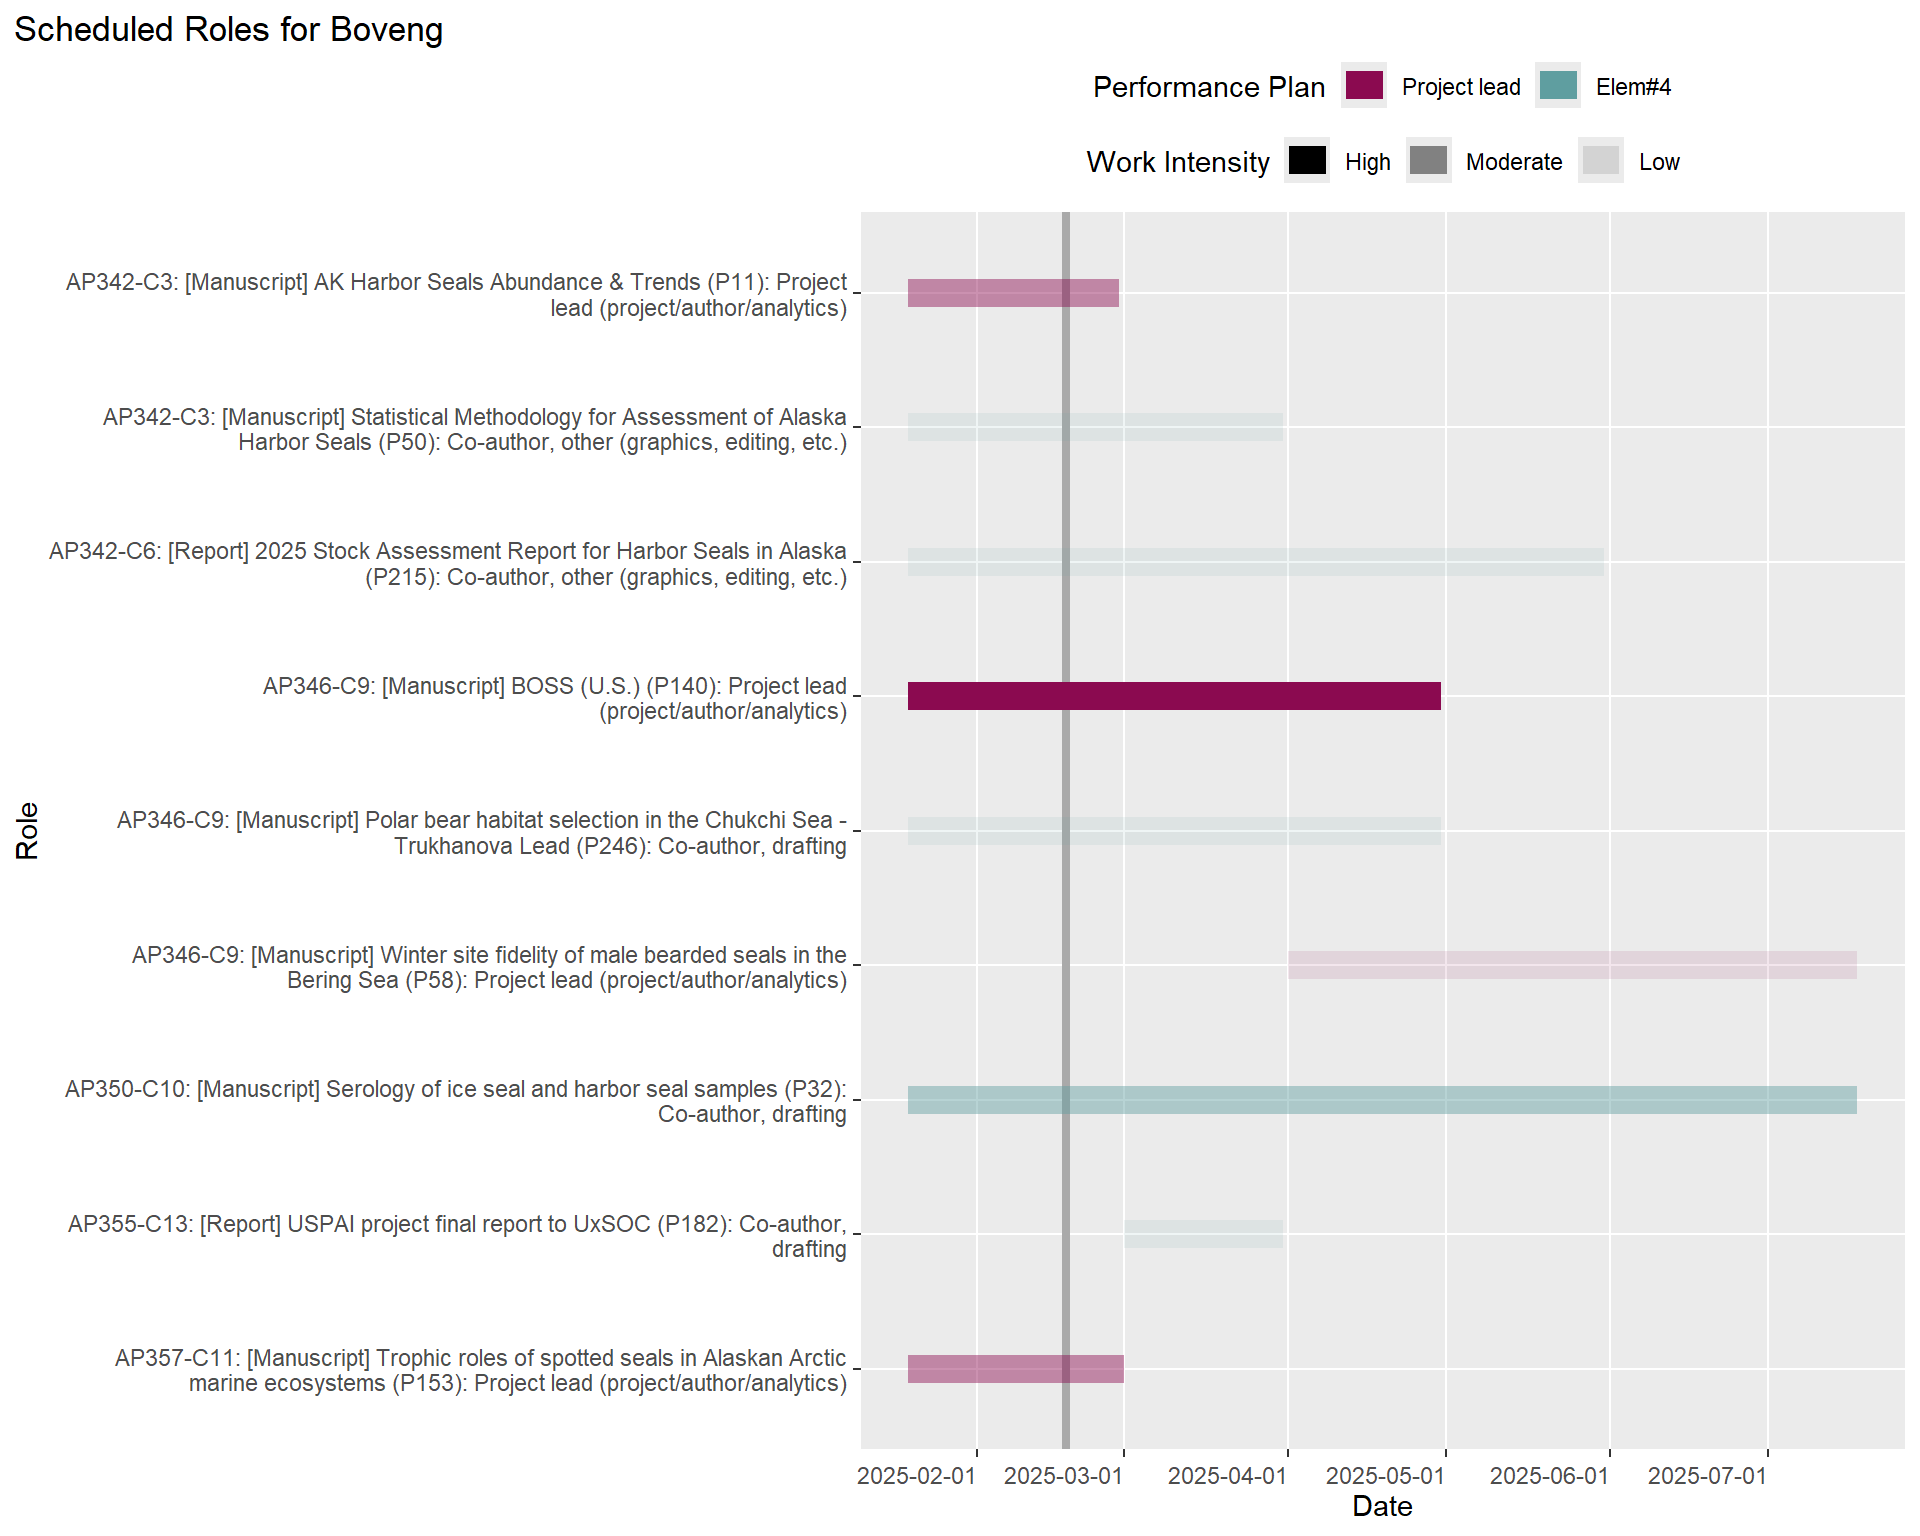 Scheduled Roles for Boveng
Performance Plan Project lead Elem#4
Work Intensity High Moderate Low
AP342-C3: [Manuscript] AK Harbor Seals Abundance & Trends (P11): Project
lead (project/author/analytics)
AP342-C3: [Manuscript] Statistical Methodology for Assessment of Alaska
Harbor Seals (P50): Co-author, other (graphics, editing, etc.)
AP342-C6: [Report] 2025 Stock Assessment Report for Harbor Seals in Alaska
(P215): Co-author, other (graphics, editing, etc.)
AP346-C9: [Manuscript] BOSS (U.S.) (P140): Project lead
(project/author/analytics)
AP346-C9: [Manuscript] Polar bear habitat selection in the Chukchi Sea -
Trukhanova Lead (P246): Co-author, drafting
AP346-C9: [Manuscript] Winter site fidelity of male bearded seals in the
Bering Sea (P58): Project lead (project/author/analytics)
AP350-C10: [Manuscript] Serology of ice seal and harbor seal samples (P32):
Co-author, drafting
AP355-C13: [Report] USPAI project final report to UxSOC (P182): Co-author,
drafting
AP357-C11: [Manuscript] Trophic roles of spotted seals in Alaskan Arctic
marine ecosystems (P153): Project lead (project/author/analytics)
Role
2025-02-01 2025-03-01 2025-04-01 2025-05-01 2025-06-01 2025-07-01
Date